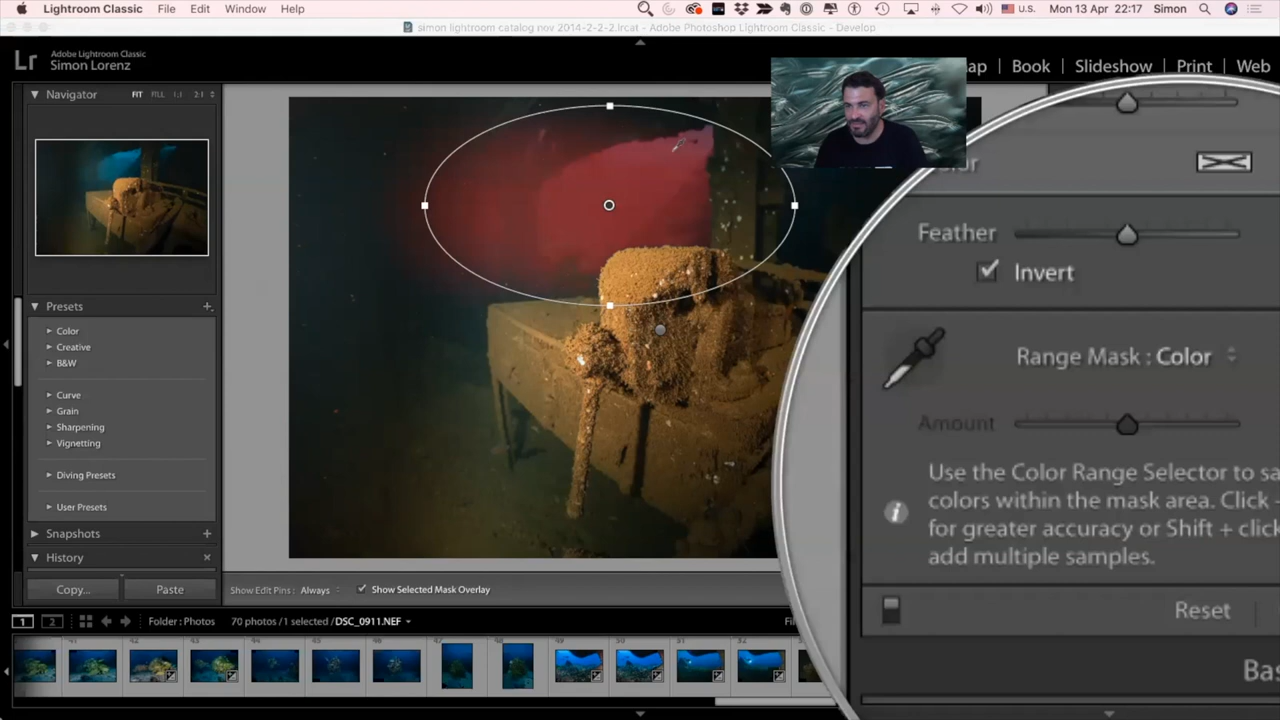 Lightroom Classic File Edit Window Help U.S. Mon 13 Apr 22:17 Simon
simon lightroom catalog nov 2014-2-2-2.lrcat - Adobe Photoshop Lightroom Classic - Develop
Lr Adobe Lightroom Classic
Simon Lorenz
Book Slideshow Print Web
Navigator FIT FILL 1:1 2:1
Presets
Color
Creative
B&W
Curve
Grain
Sharpening
Vignetting
Diving Presets
User Presets
Snapshots
History
Copy... Paste
Show Edit Pins : Always Show Selected Mask Overlay
Feather
Invert
Range Mask : Color
Amount
Use the Color Range Selector to
colors within the mask area. Click
for greater accuracy or Shift + click
add multiple samples.
Reset
1 2 Folder : Photos 70 photos / 1 selected / DSC_0911.NEF